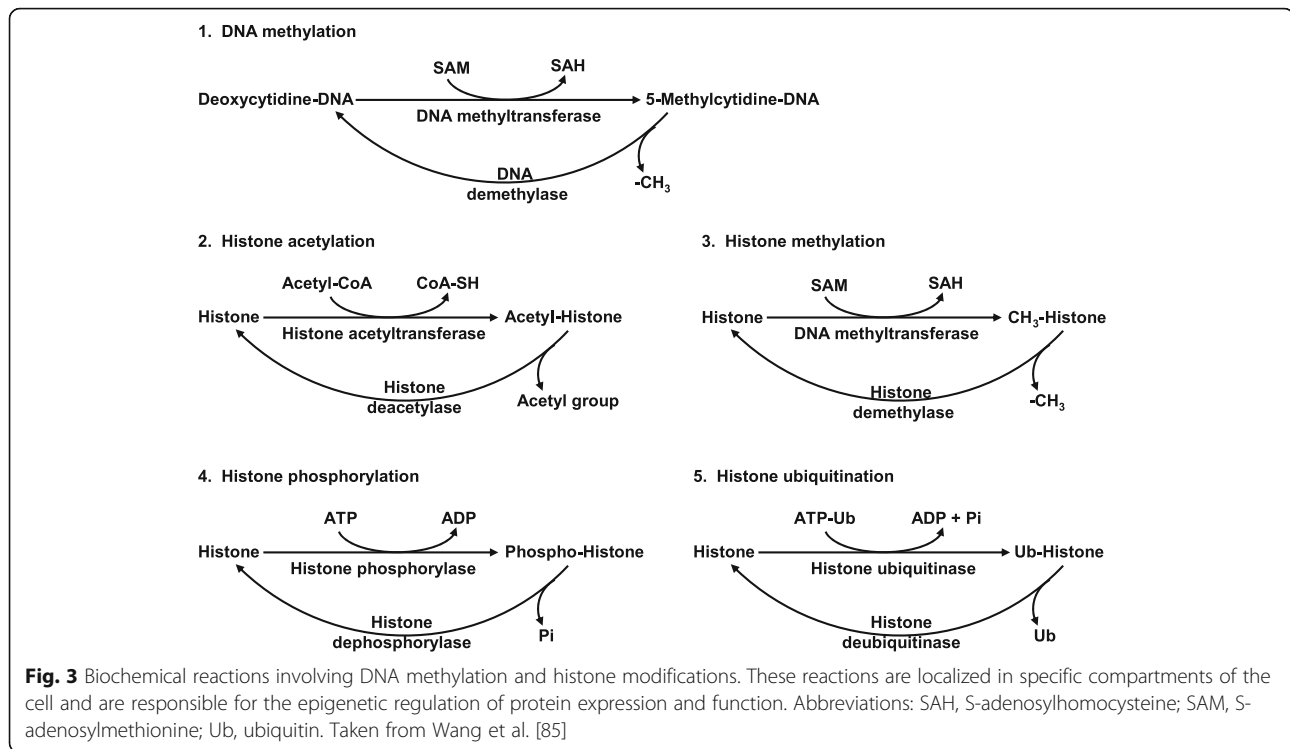 1. DNA methylation
SAM SAH
Deoxycytidine-DNA 5-Methylcytidine-DNA
DNA methyltransferase
DNA
demethylase
-CH₃
2. Histone acetylation
Acetyl-CoA CoA-SH
Histone Acetyl-Histone
Histone acetyltransferase
Histone
deacetylase
Acetyl group
3. Histone methylation
SAM SAH
Histone CH₃-Histone
DNA methyltransferase
Histone
demethylase
-CH₃
4. Histone phosphorylation
ATP ADP
Histone Phospho-Histone
Histone phosphorylase
Histone
dephosphorylase
Pi
5. Histone ubiquitination
ATP-Ub ADP + Pi
Histone Ub-Histone
Histone ubiquitinase
Histone
deubiquitinase
Ub
Fig. 3 Biochemical reactions involving DNA methylation and histone modifications. These reactions are localized in specific compartments of the
cell and are responsible for the epigenetic regulation of protein expression and function. Abbreviations: SAH, S-adenosylhomocysteine; SAM, S-
adenosylmethionine; Ub, ubiquitin. Taken from Wang et al. [85]